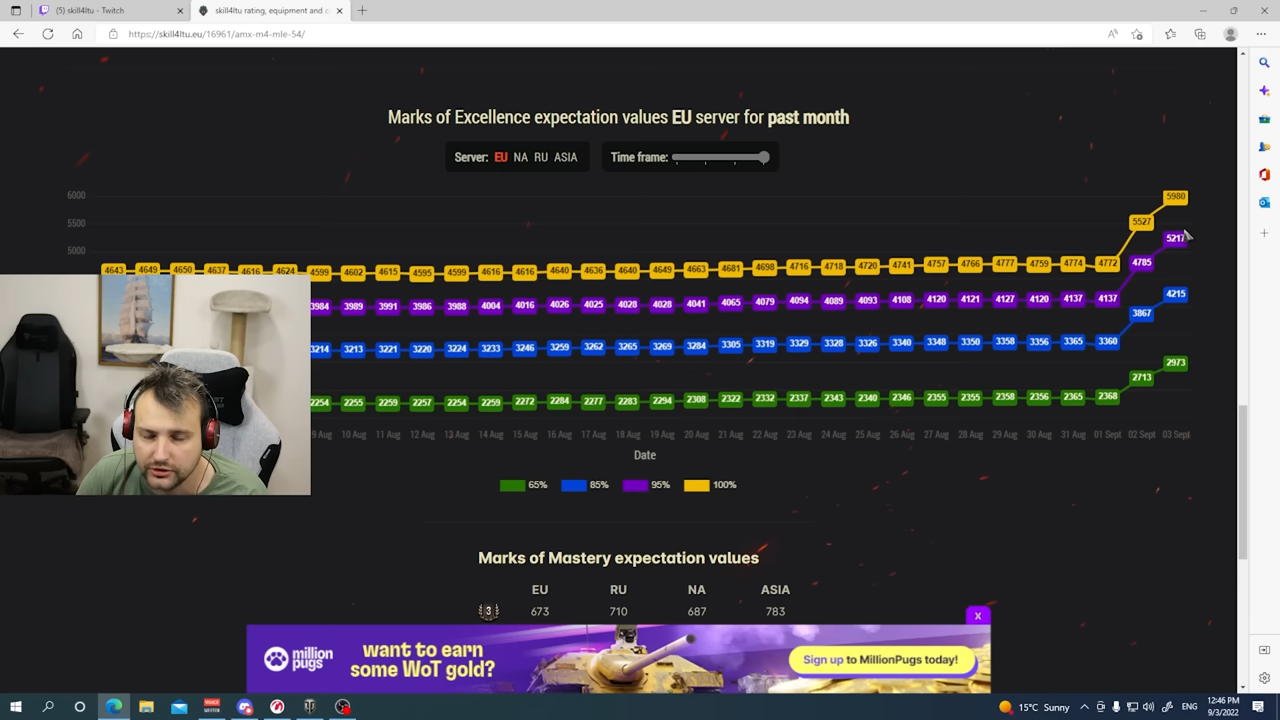 (5) skill4ltu - Twitch
skill4ltu rating, equipment and c
https://skill4ltu.eu/16961/amx-m4-mle-54/
Marks of Excellence expectation values EU server for past month
Server: EU NA RU ASIA
Time frame:
6000
5500
5000
4643 4649 4650 4637 4616 4624 4599 4602 4615 4595 4599 4616 4616 4640 4636 4640 4649 4663 4681 4698 4716 4718 4720 4741 4757 4766 4777 4759 4774 4772 5527 5980
3984 3989 3991 3986 3988 4004 4016 4026 4025 4028 4028 4041 4065 4079 4094 4089 4093 4108 4120 4121 4127 4120 4137 4137 4785 5217
3214 3213 3221 3220 3224 3233 3246 3259 3262 3265 3269 3284 3305 3319 3329 3328 3326 3340 3348 3350 3358 3356 3365 3360 3867 4215
2254 2255 2259 2257 2254 2259 2272 2284 2277 2283 2294 2308 2322 2332 2337 2343 2340 2346 2355 2355 2358 2356 2365 2368 2713 2973
9 Aug 10 Aug 11 Aug 12 Aug 13 Aug 14 Aug 15 Aug 16 Aug 17 Aug 18 Aug 19 Aug 20 Aug 21 Aug 22 Aug 23 Aug 24 Aug 25 Aug 26 Aug 27 Aug 28 Aug 29 Aug 30 Aug 31 Aug 01 Sept 02 Sept 03 Sept
Date
65% 85% 95% 100%
Marks of Mastery expectation values
EU RU NA ASIA
3 673 710 687 783
X
million pugs
want to earn
some WoT gold?
Sign up to MillionPugs today!
15°C Sunny
ENG
12:46 PM
9/3/2022